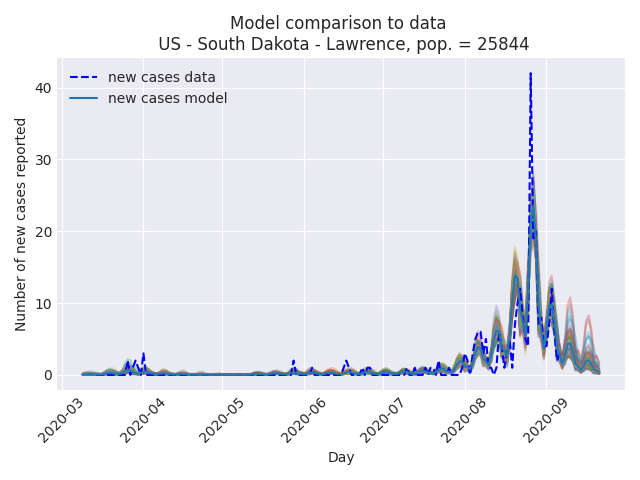 Model comparison to data
US - South Dakota - Lawrence, pop. = 25844
new cases data
new cases model
Number of new cases reported
40
30
20
10
0
2020-03
2020-04
2020-05
2020-06
2020-07
2020-08
2020-09
Day